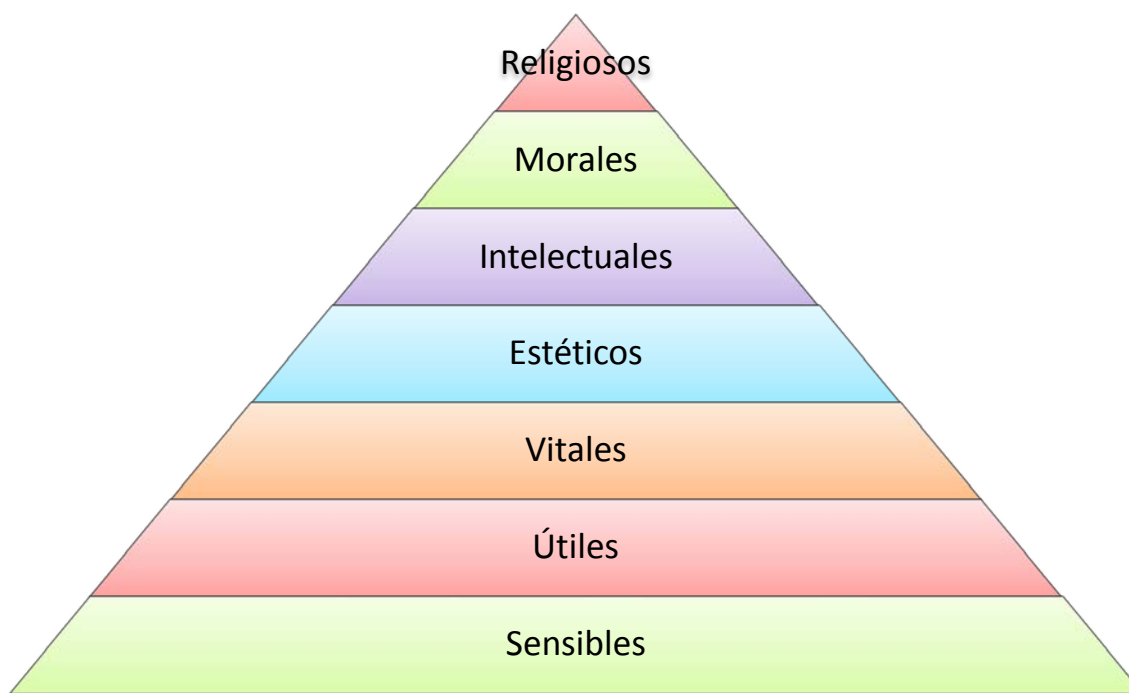 Religiosos
Morales
Intelectuales
Estéticos
Vitales
Útiles
Sensibles